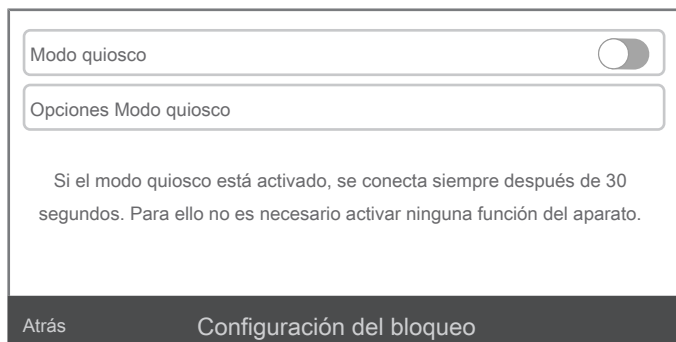 Modo quiosco
Opciones Modo quiosco
Si el modo quiosco está activado, se conecta siempre después de 30
segundos. Para ello no es necesario activar ninguna función del aparato.
Atrás
Configuración del bloqueo